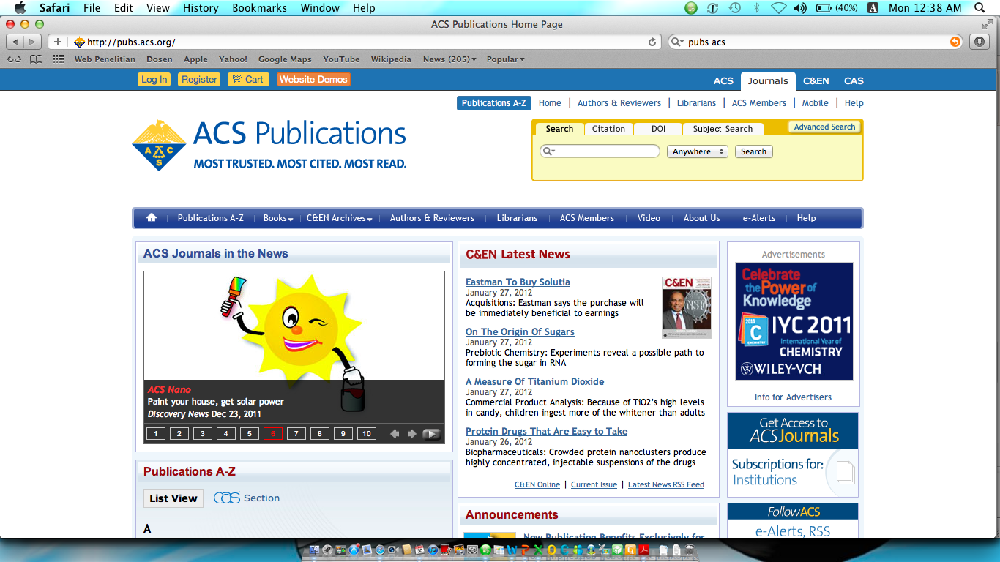 Safari File Edit View History Bookmarks Window Help (40%) A Mon 12:38 AM
ACS Publications Home Page
http://pubs.acs.org/ pubs acs
Web Penelitian Dosen Apple Yahoo! Google Maps YouTube Wikipedia News (205) Popular
Log In Register Cart Website Demos ACS Journals C&EN CAS
Publications A-Z Home | Authors & Reviewers | Librarians | ACS Members | Mobile | Help
ACS Publications
MOST TRUSTED. MOST CITED. MOST READ.
A C S
Search Citation DOI Subject Search Advanced Search
Anywhere Search
Publications A-Z Books C&EN Archives Authors & Reviewers Librarians ACS Members Video About Us e-Alerts Help
ACS Journals in the News
ACS Nano
Paint your house, get solar power
Discovery News Dec 23, 2011
1 2 3 4 5 6 7 8 9 10
Publications A-Z
List View CAS Section
A
C&EN Latest News
Eastman To Buy Solutia
January 27, 2012
Acquisitions: Eastman says the purchase will
be immediately beneficial to earnings
C&EN
On The Origin Of Sugars
January 27, 2012
Prebiotic Chemistry: Experiments reveal a possible path to
forming the sugar in RNA
A Measure Of Titanium Dioxide
January 27, 2012
Commercial Product Analysis: Because of TiO2's high levels
in candy, children ingest more of the whitener than adults
Protein Drugs That Are Easy to Take
January 26, 2012
Biopharmaceuticals: Crowded protein nanoclusters produce
highly concentrated, injectable suspensions of the drugs
C&EN Online | Current Issue | Latest News RSS Feed
Announcements
New Publication Benefits Exclusively for
Advertisements
Celebrate
the Power of
Knowledge
2011
C
CHEMISTRY
IYC 2011
International Year of
CHEMISTRY
WILEY-VCH
Info for Advertisers
Get Access to
ACS Journals
Subscriptions for:
Institutions
Follow ACS
e-Alerts, RSS